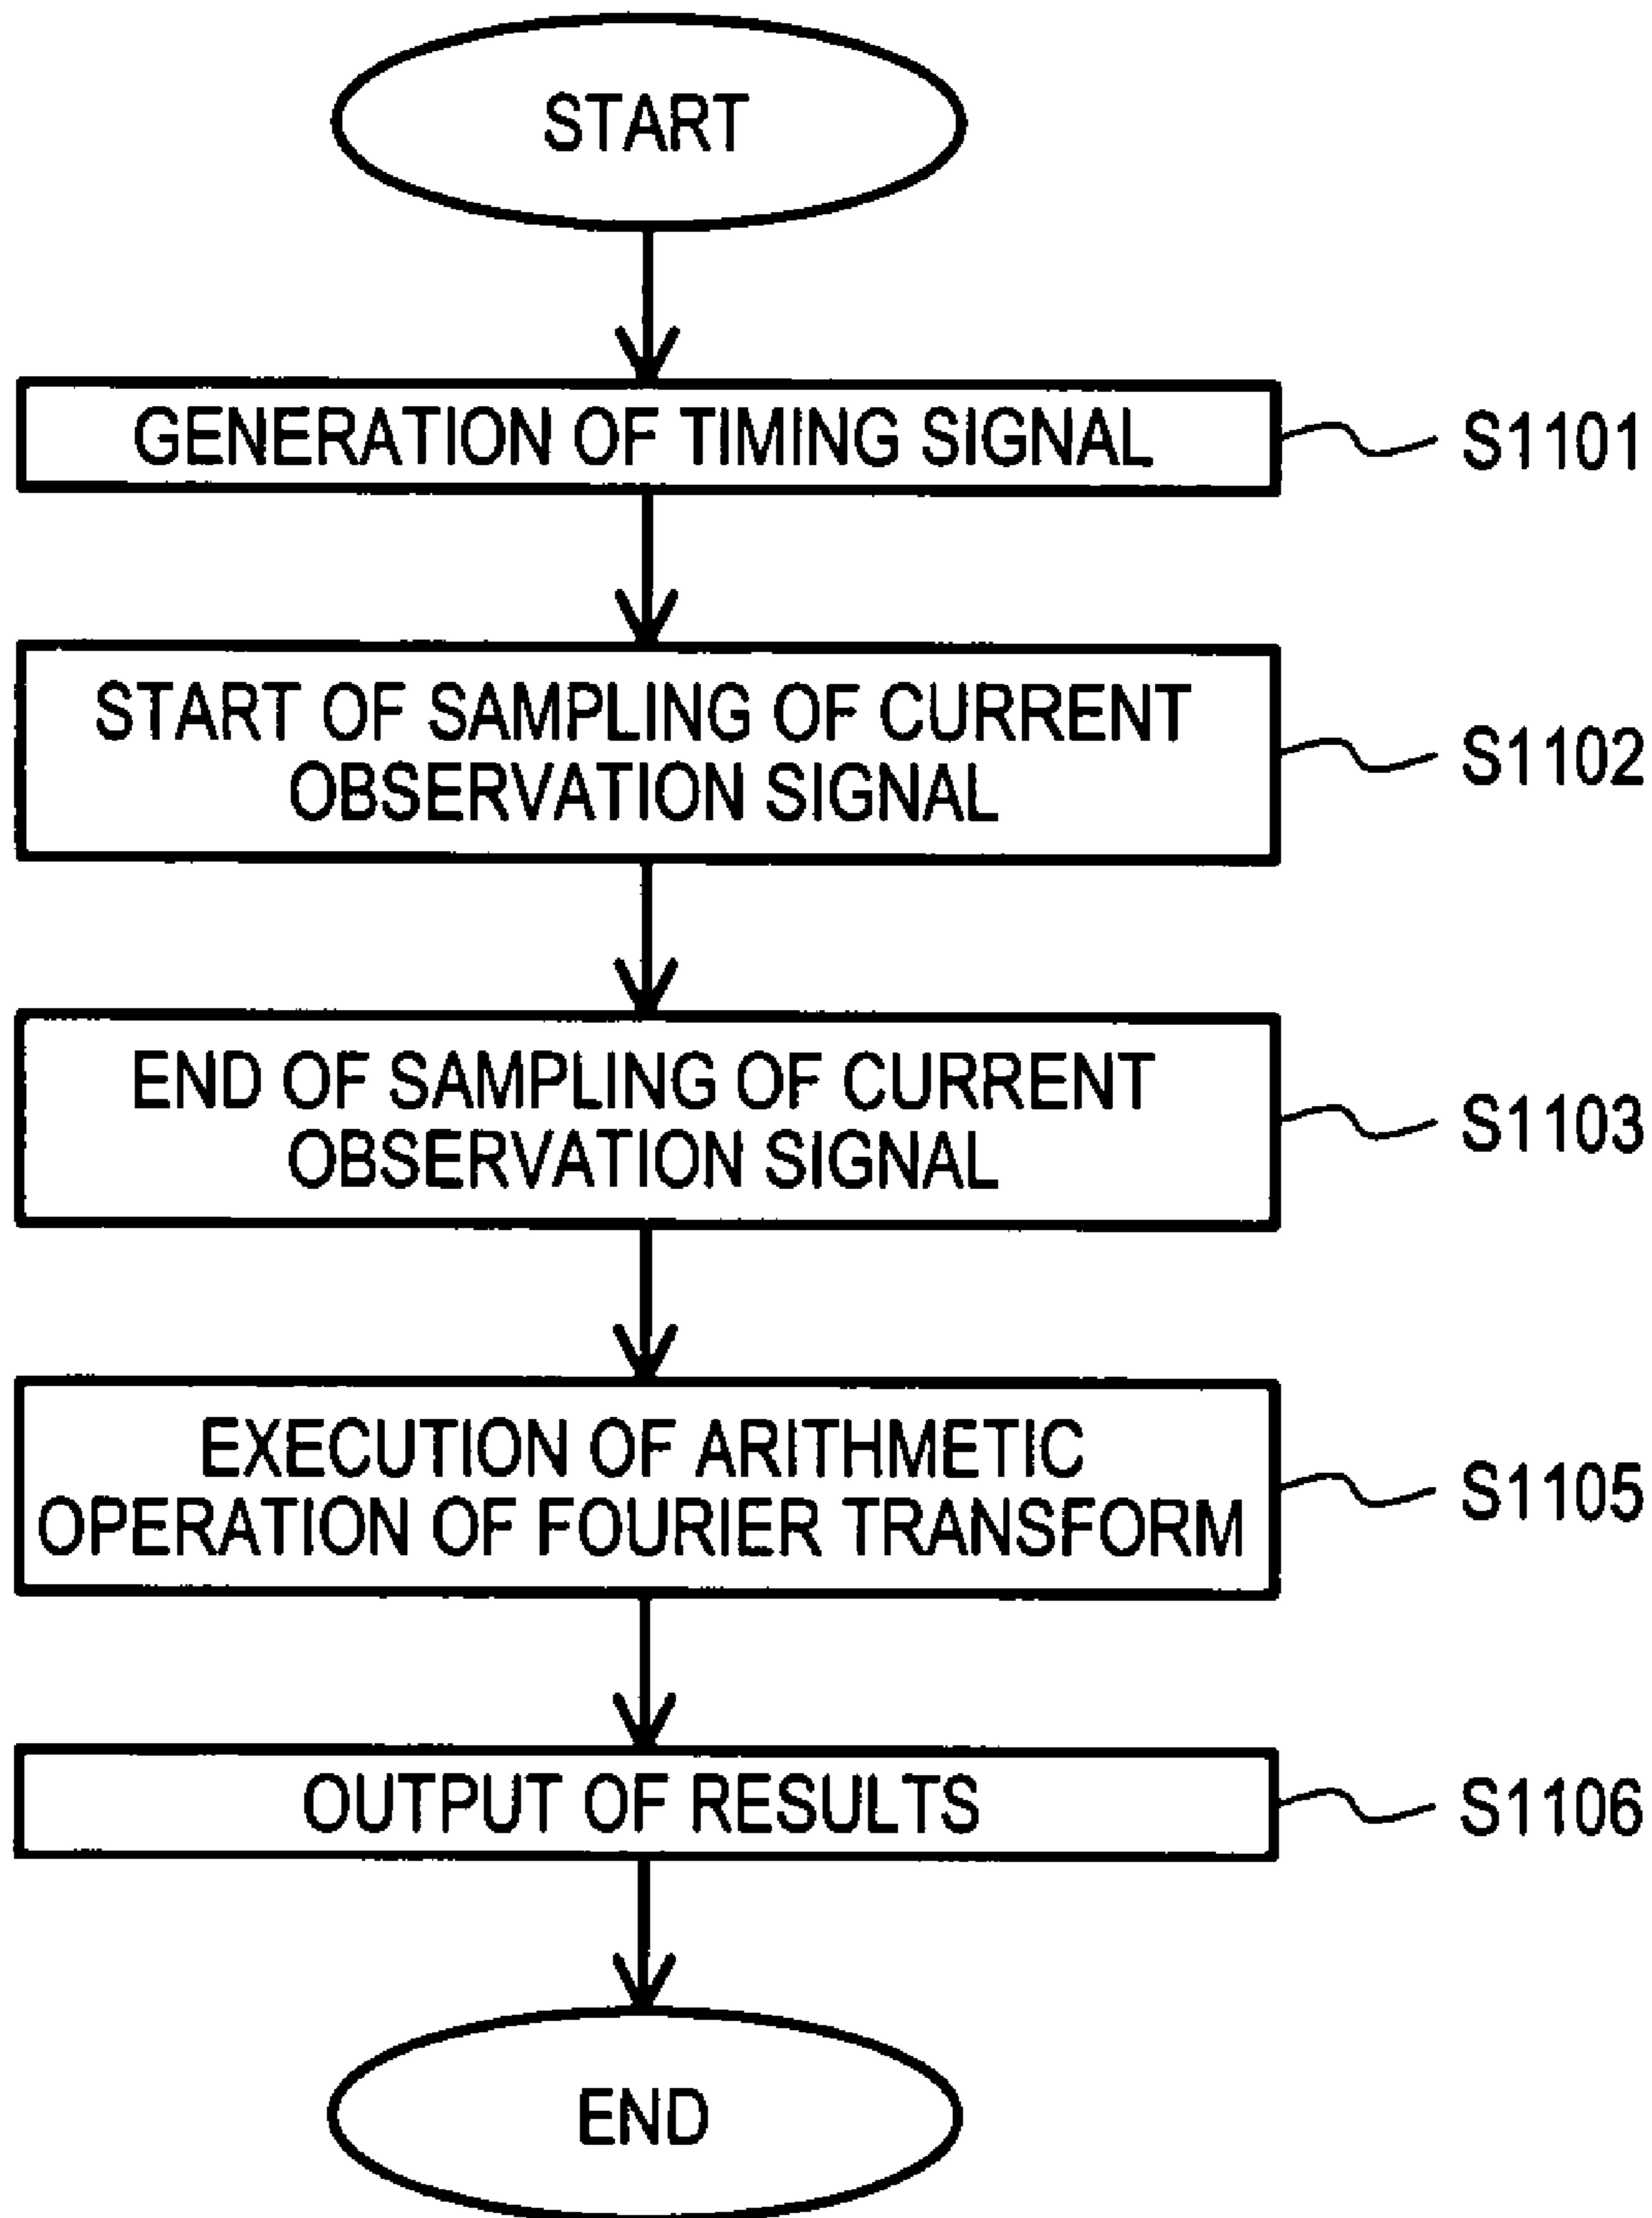 START
GENERATION OF TIMING SIGNAL
S1101
START OF SAMPLING OF CURRENT
OBSERVATION SIGNAL
S1102
END OF SAMPLING OF CURRENT
OBSERVATION SIGNAL
S1103
EXECUTION OF ARITHMETIC
OPERATION OF FOURIER TRANSFORM
S1105
OUTPUT OF RESULTS
S1106
END